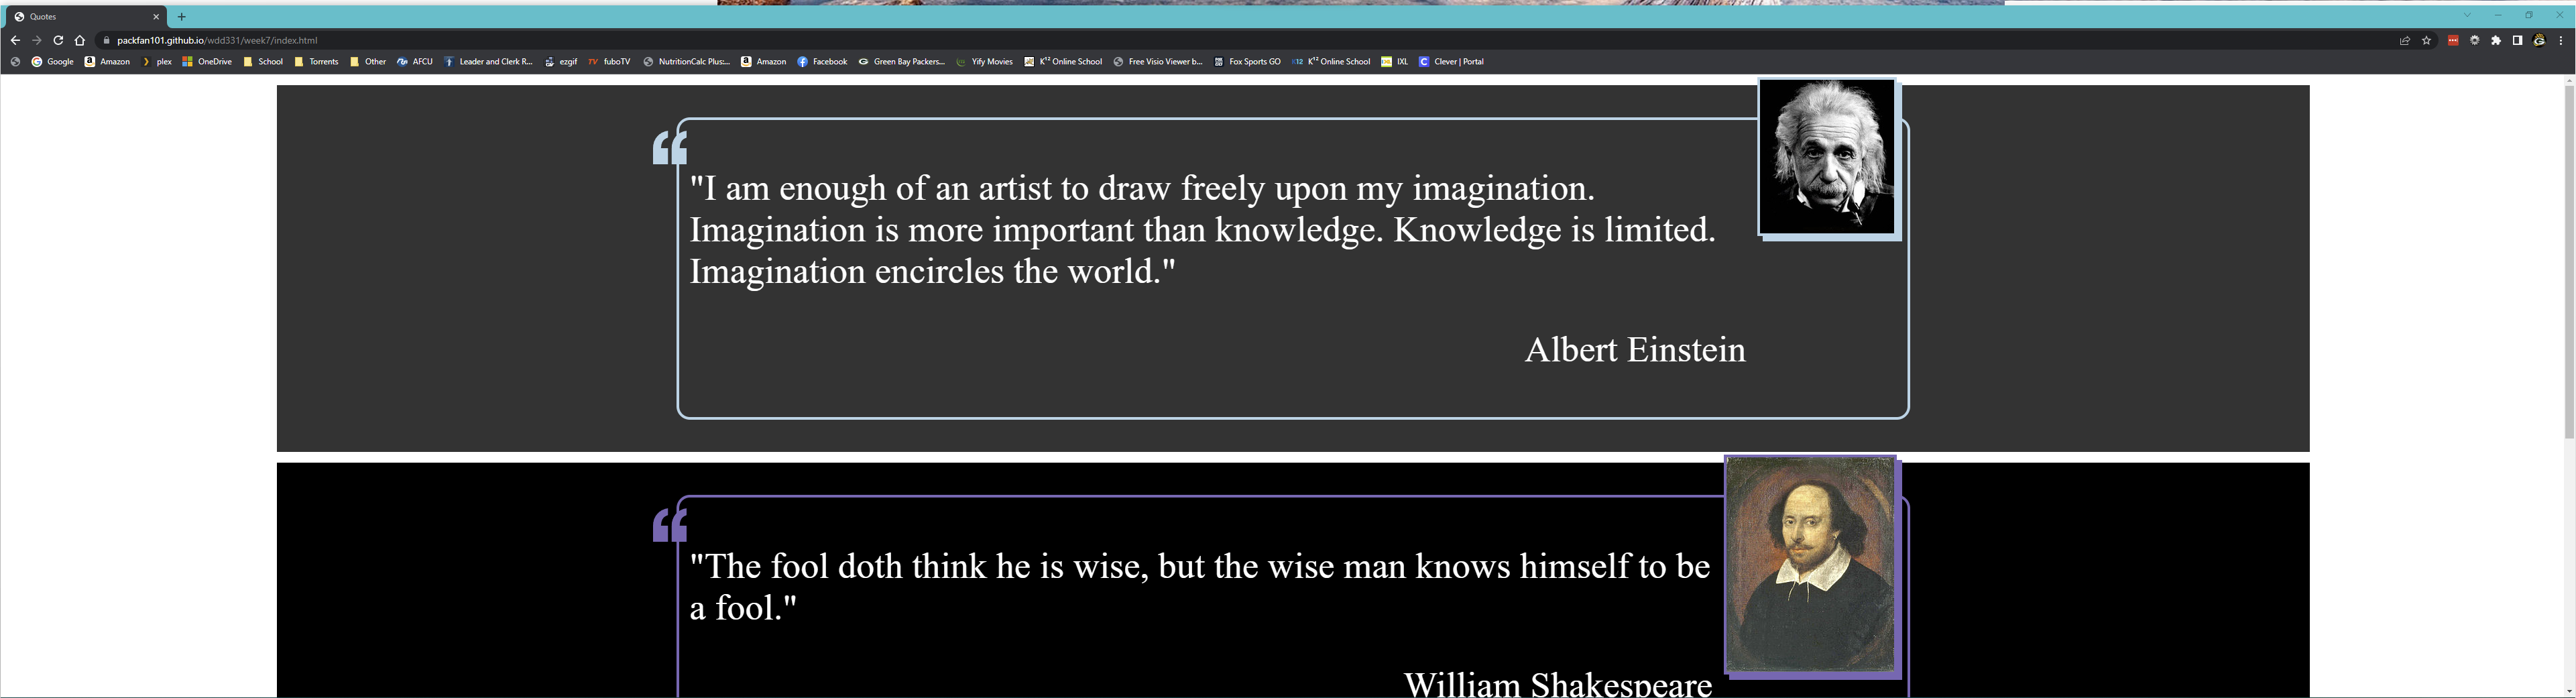 Quotes
packfan101.github.io/wdd331/week7/index.html
Google Amazon plex OneDrive School Torrents Other AFCU Leader and Clerk R... ezgif TV fuboTV NutritionCalc Plus:... Amazon Facebook Green Bay Packers... Yify Movies K¹² Online School Free Visio Viewer b... Fox Sports GO K12 K¹² Online School IXL Clever | Portal
"I am enough of an artist to draw freely upon my imagination.
Imagination is more important than knowledge. Knowledge is limited.
Imagination encircles the world."
Albert Einstein
"The fool doth think he is wise, but the wise man knows himself to be
a fool."
William Shakespeare